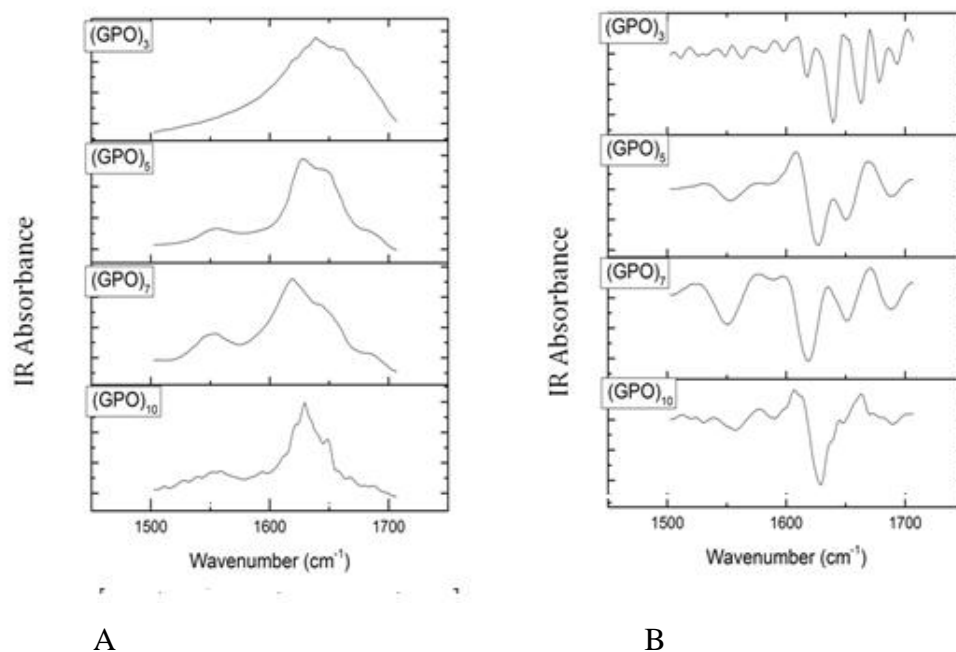 (GPO)3
(GPO)5
(GPO)7
(GPO)10
IR Absorbance
1500
1600
1700
Wavenumber (cm-1)
A
(GPO)3
(GPO)5
(GPO)7
(GPO)10
IR Absorbance
1500
1600
1700
Wavenumber (cm-1)
B